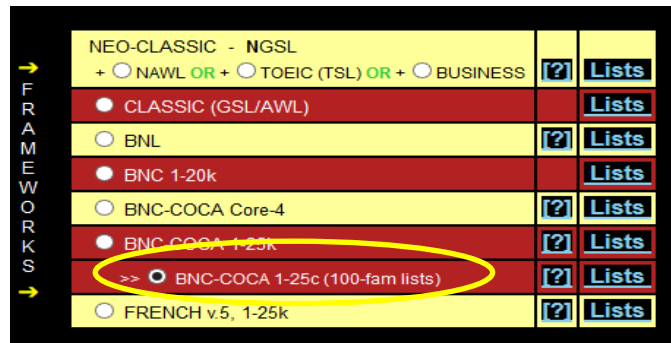 FRAMEWORKS
NEO-CLASSIC - NGSL
+ NAWL OR + TOEIC (TSL) OR + BUSINESS [?] Lists
CLASSIC (GSL/AWL) Lists
BNL [?] Lists
BNC 1-20k Lists
BNC-COCA Core-4 [?] Lists
BNC-COCA 1-25k [?] Lists
>> BNC-COCA 1-25c (100-fam lists) [?] Lists
FRENCH v.5, 1-25k [?] Lists